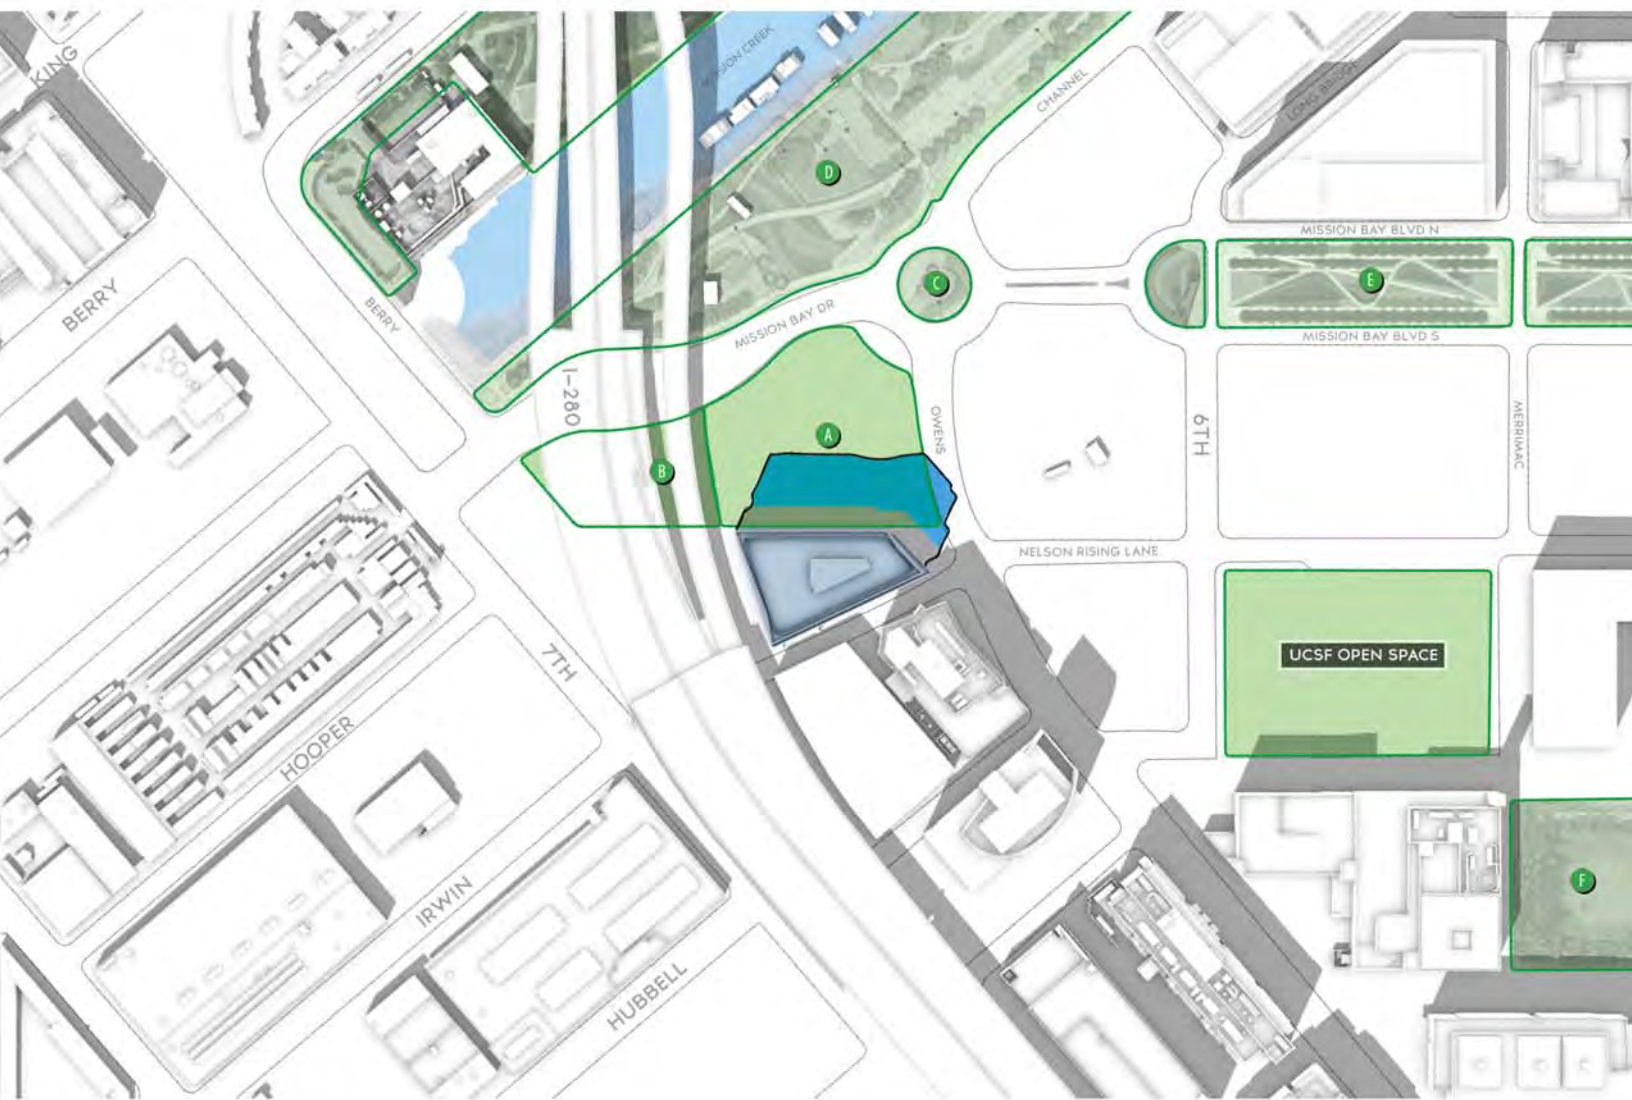 KING
MISSION CREEK
CHANNEL
LONG BRIDGE
D
MISSION BAY BLVD N
C
E
BERRY
BERRY
MISSION BAY DR
MISSION BAY BLVD S
I-280
OWENS
6TH
MERRIMAC
A
B
NELSON RISING LANE
7TH
UCSF OPEN SPACE
HOOPER
F
IRWIN
HUBBELL